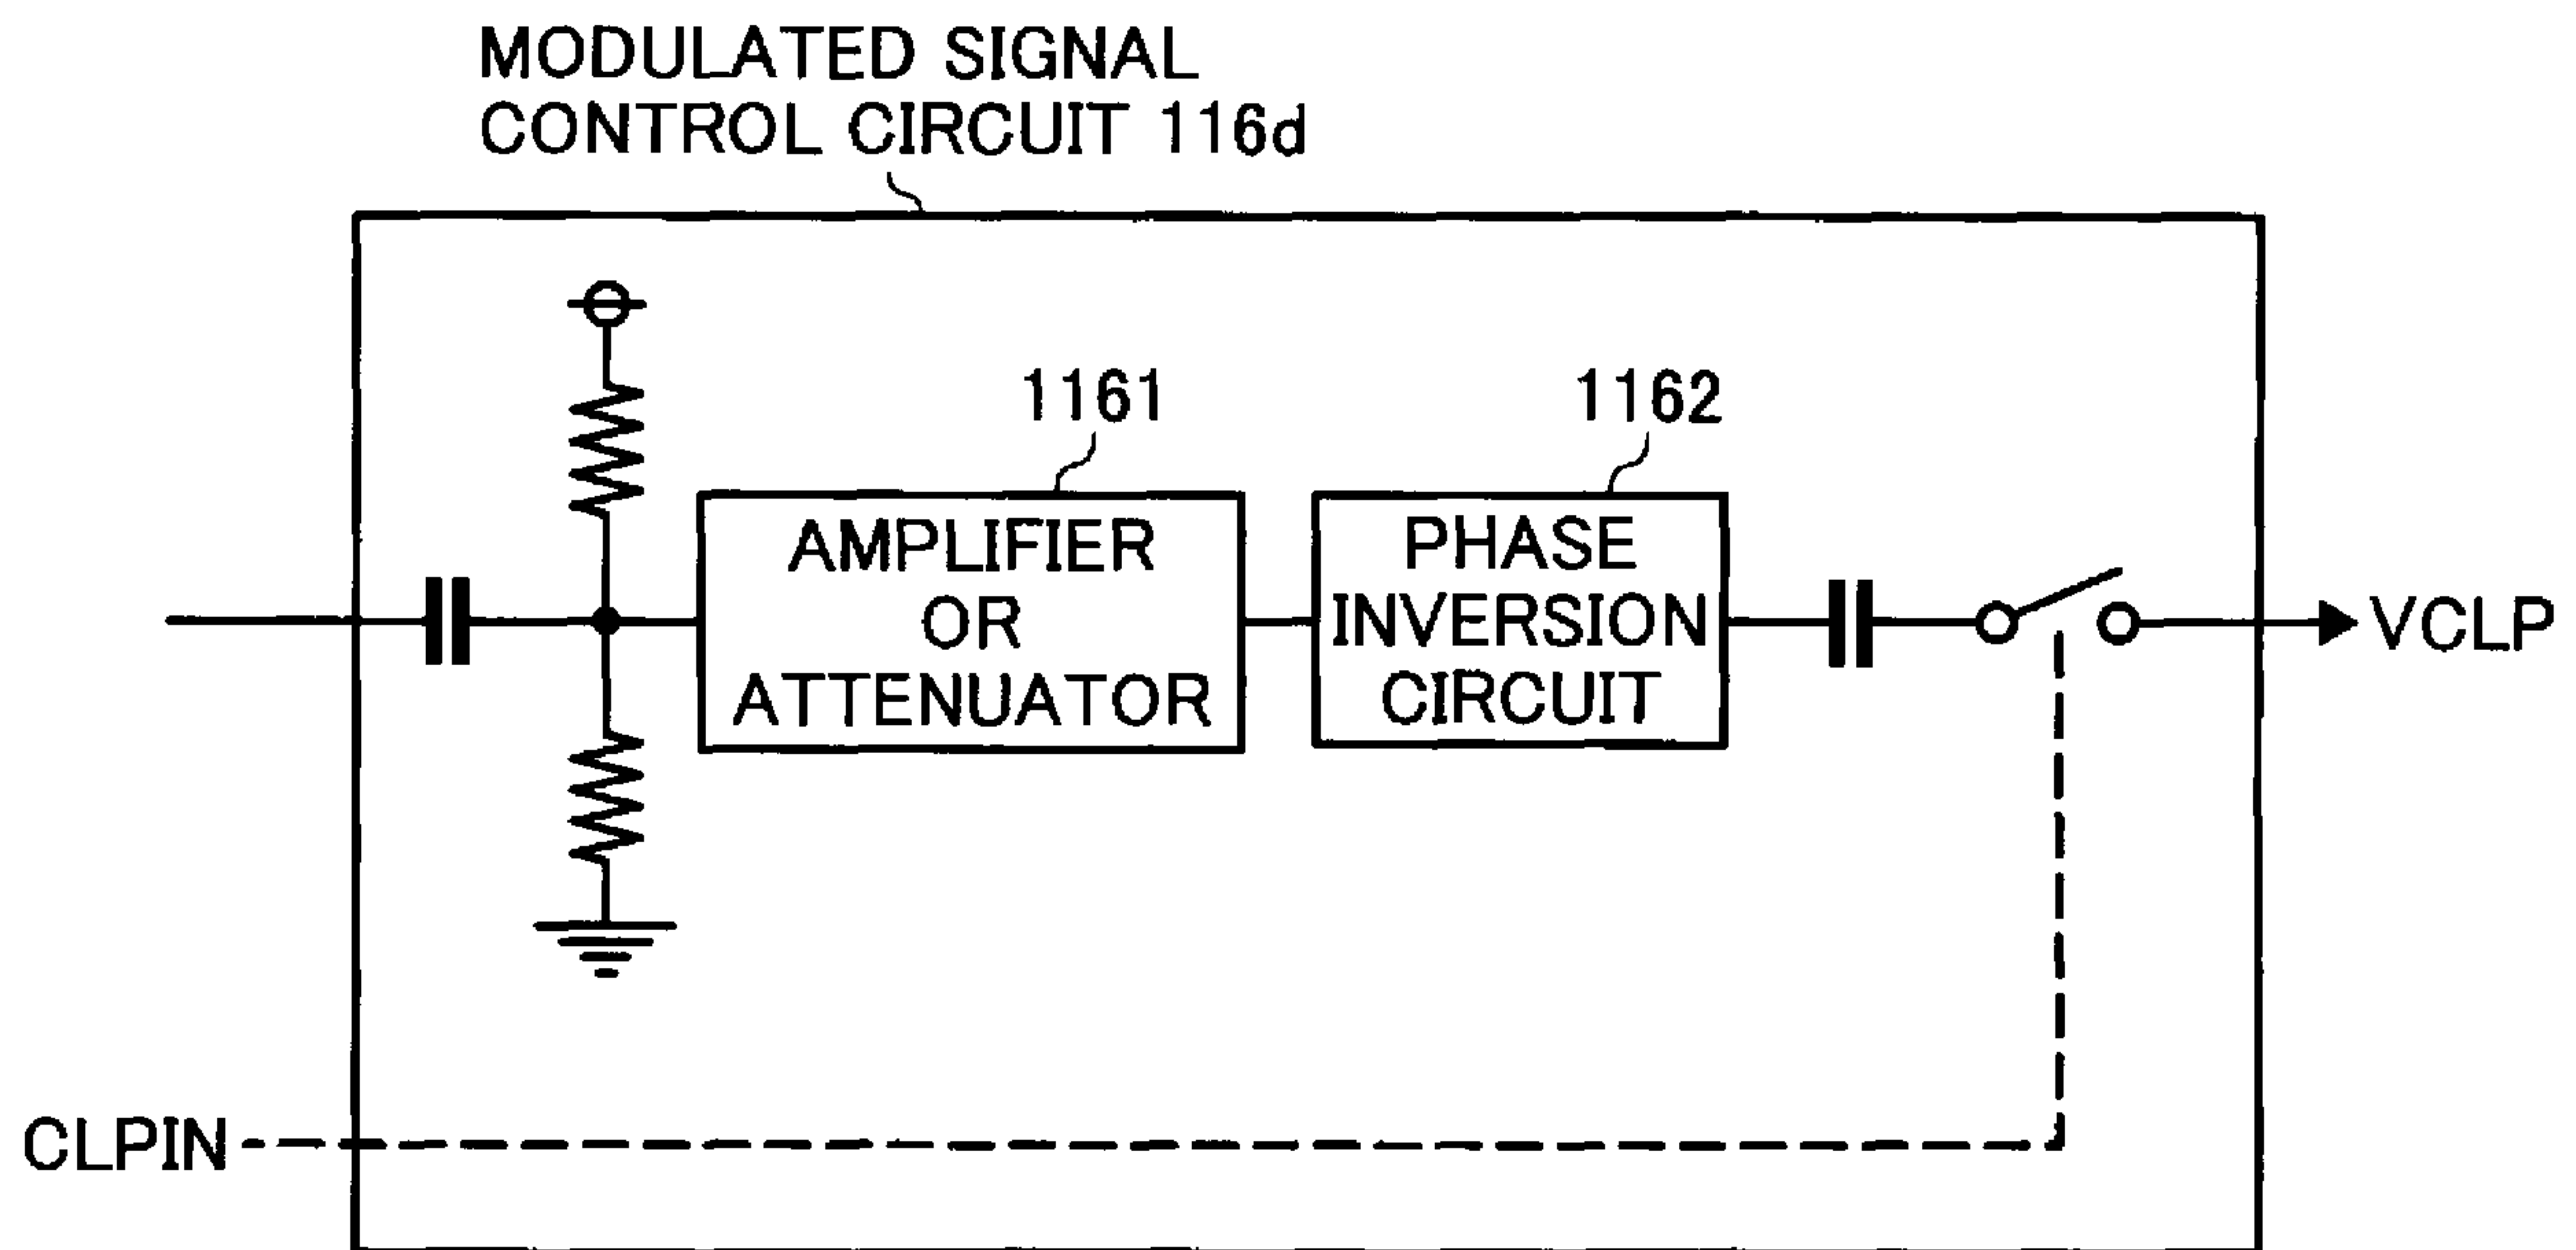 MODULATED SIGNAL
CONTROL CIRCUIT 116d
1161
1162
AMPLIFIER
OR
ATTENUATOR
PHASE
INVERSION
CIRCUIT
VCLP
CLPIN